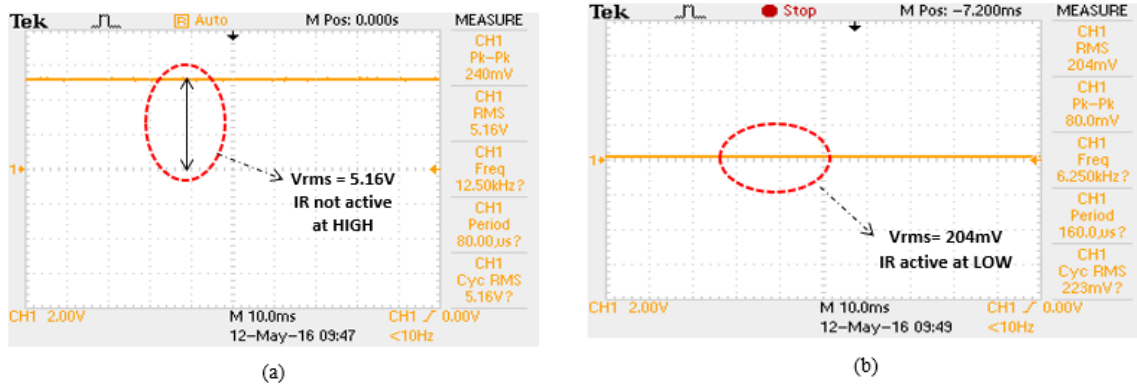 Tek
R Auto
M Pos: 0.000s
MEASURE
CH1
Pk-Pk
240mV
CH1
RMS
5.16V
CH1
Freq
12.50kHz?
CH1
Period
80.00us?
CH1
Cyc RMS
5.16V?
1
Vrms = 5.16V
IR not active
at HIGH
CH1 2.00V
M 10.0ms
CH1 / 0.00V
12-May-16 09:47
<10Hz
(a)
Tek
Stop
M Pos: -7.200ms
MEASURE
CH1
RMS
204mV
CH1
Pk-Pk
80.0mV
CH1
Freq
6.250kHz?
CH1
Period
160.0us?
CH1
Cyc RMS
223mV?
1
Vrms= 204mV
IR active at LOW
CH1 2.00V
M 10.0ms
CH1 / 0.00V
12-May-16 09:49
<10Hz
(b)